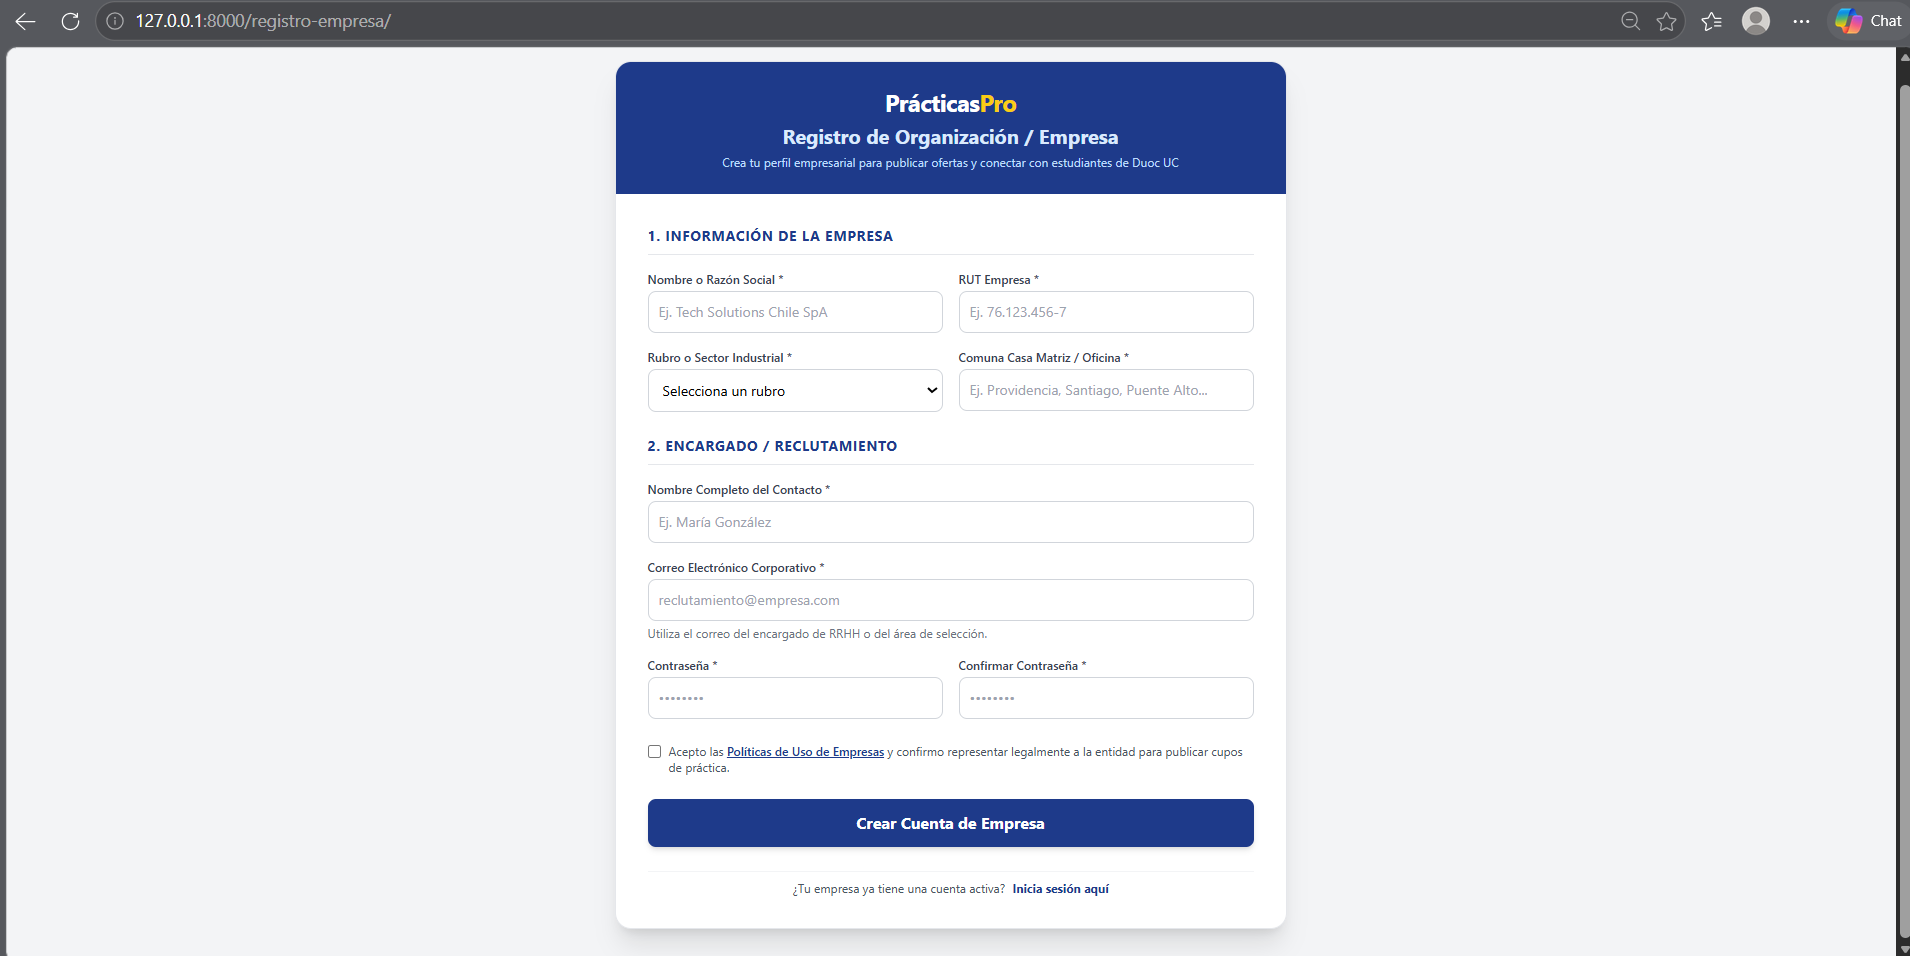 127.0.0.1:8000/registro-empresa/
Chat
PrácticasPro
Registro de Organización / Empresa
Crea tu perfil empresarial para publicar ofertas y conectar con estudiantes de Duoc UC
1. INFORMACIÓN DE LA EMPRESA
Nombre o Razón Social *
RUT Empresa *
Ej. Tech Solutions Chile SpA
Ej. 76.123.456-7
Rubro o Sector Industrial *
Comuna Casa Matriz / Oficina *
Selecciona un rubro
Ej. Providencia, Santiago, Puente Alto...
2. ENCARGADO / RECLUTAMIENTO
Nombre Completo del Contacto *
Ej. María González
Correo Electrónico Corporativo *
reclutamiento@empresa.com
Utiliza el correo del encargado de RRHH o del área de selección.
Contraseña *
Confirmar Contraseña *
••••••••
••••••••
Acepto las Políticas de Uso de Empresas y confirmo representar legalmente a la entidad para publicar cupos
de práctica.
Crear Cuenta de Empresa
¿Tu empresa ya tiene una cuenta activa? Inicia sesión aquí